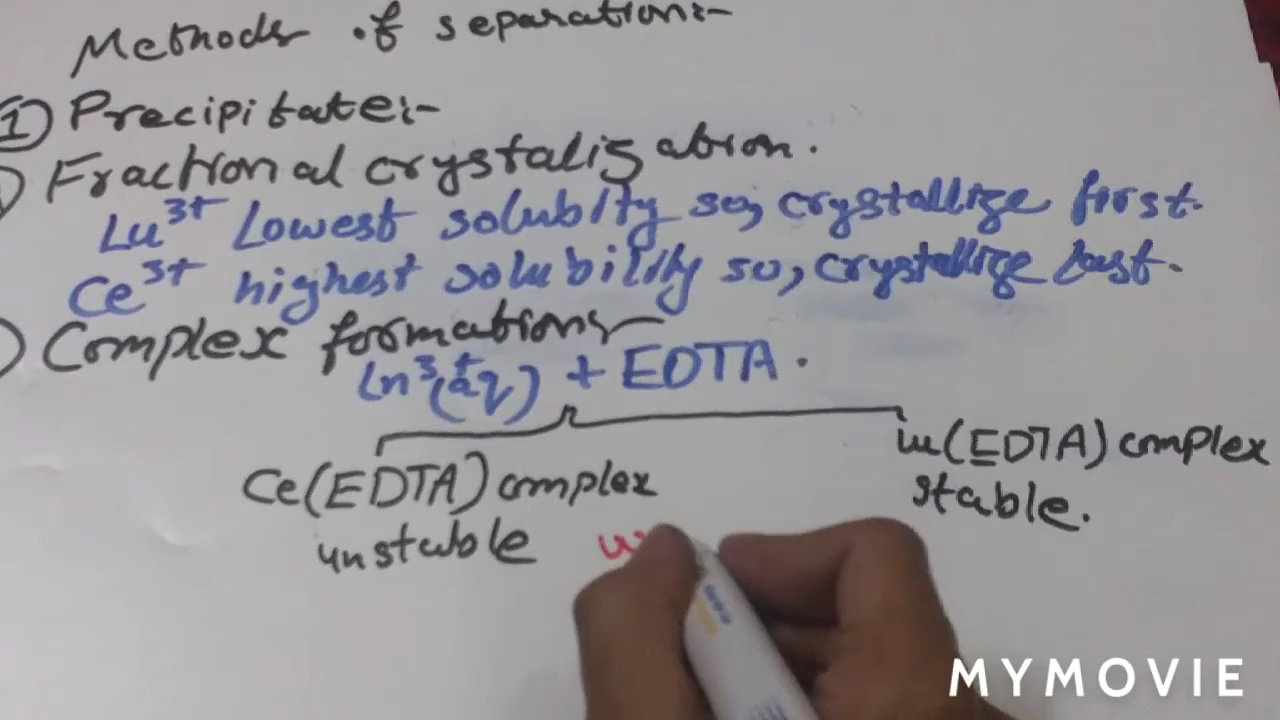 Methods of separation:-
① Precipitate:-
Fractional crystalization.
Lu³⁺ Lowest solubity so, crystallize first.
Ce³⁺ highest solubility so, crystallize last.
Complex formation:-
Ln³⁺(aq) + EDTA.
Ce(EDTA) complex
unstable
Lu(EDTA) complex
stable.
MYMOVIE